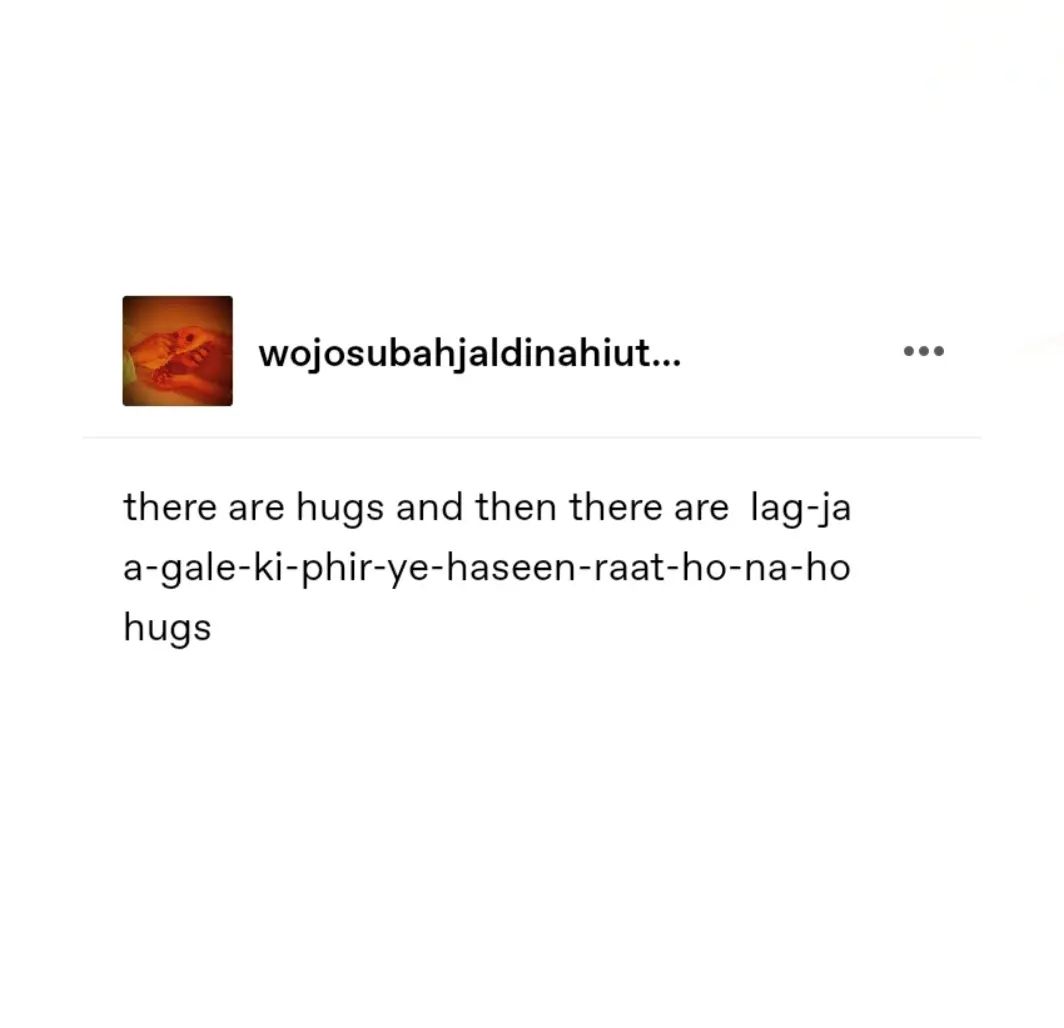 wojosubahjaldinahiut...
there are hugs and then there are  lag-ja
a-gale-ki-phir-ye-haseen-raat-ho-na-ho
hugs